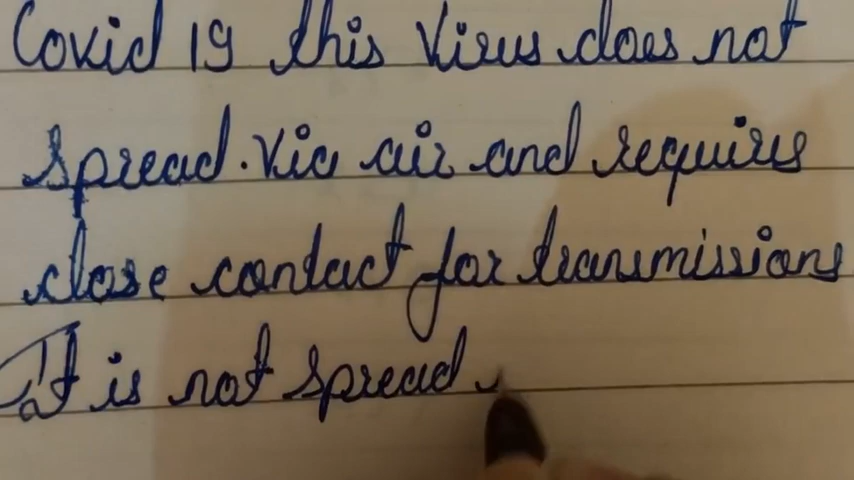 Covid 19 this virus does not
spread. Via air and requires
close contact for transmissions
It is not spread